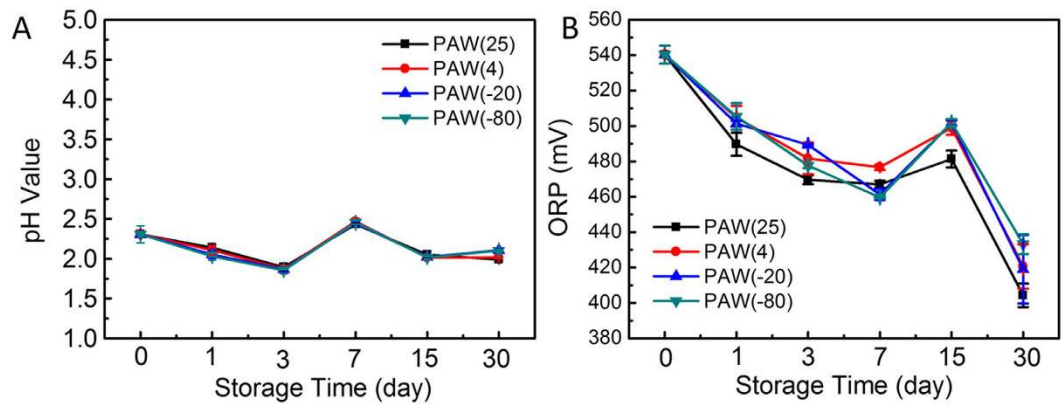 A
pH Value
5.0
4.5
4.0
3.5
3.0
2.5
2.0
1.5
1.0
PAW(25)
PAW(4)
PAW(-20)
PAW(-80)
0 1 3 7 15 30
Storage Time (day)
B
ORP (mV)
560
540
520
500
480
460
440
420
400
380
PAW(25)
PAW(4)
PAW(-20)
PAW(-80)
0 1 3 7 15 30
Storage Time (day)